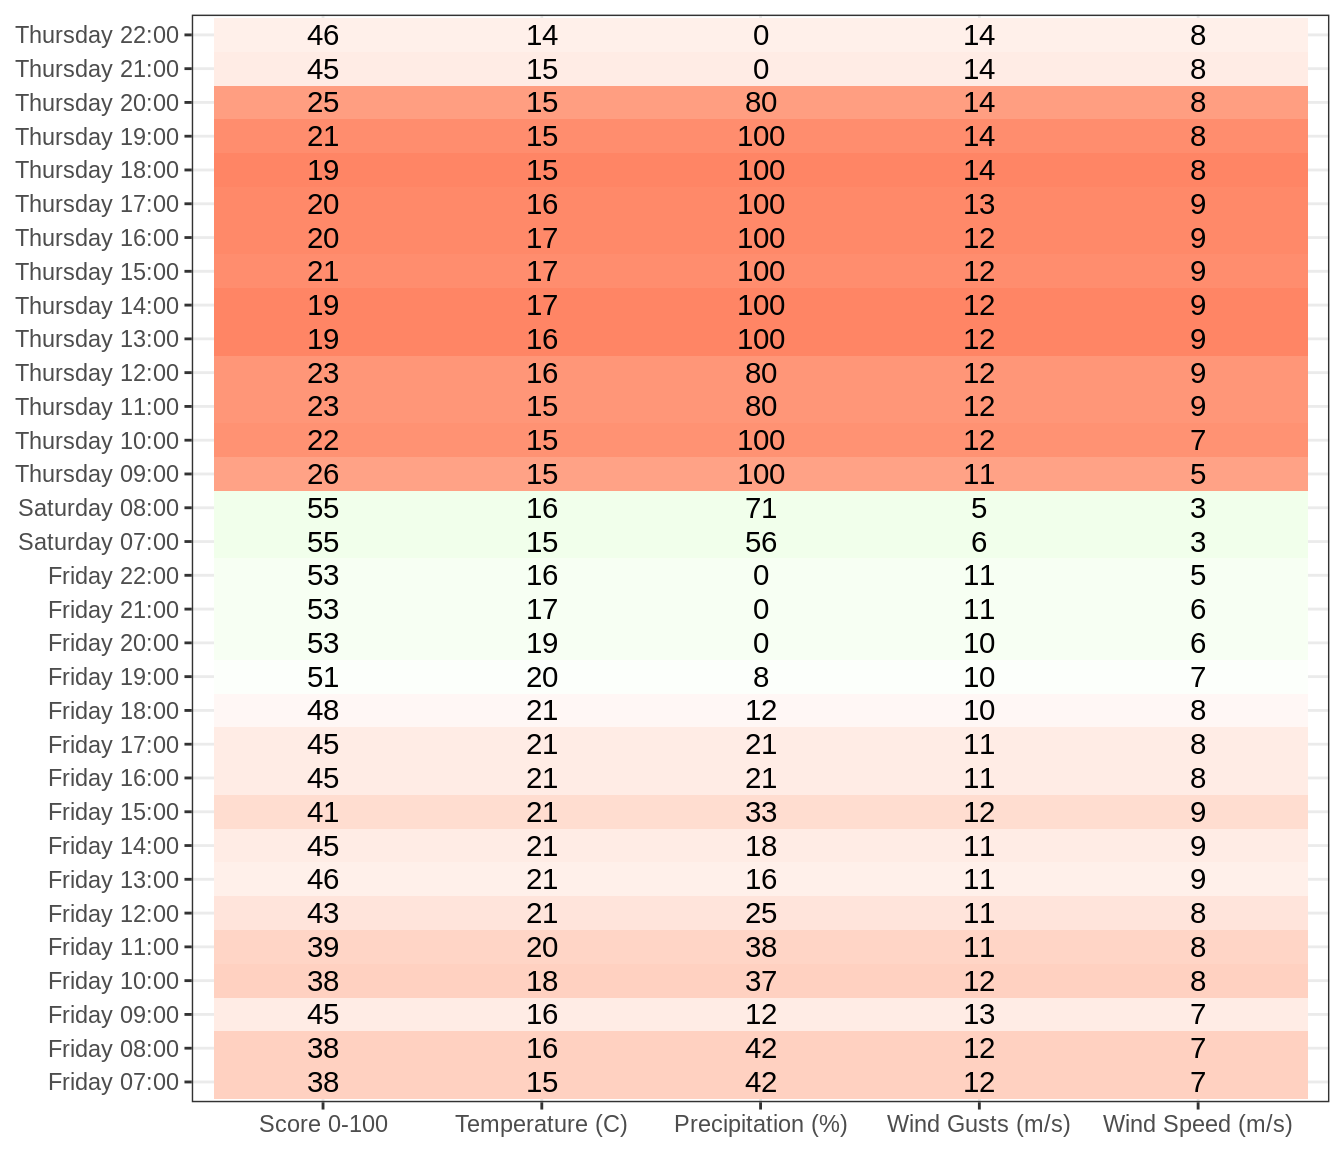 Thursday 22:00 46 14 0 14 8
Thursday 21:00 45 15 0 14 8
Thursday 20:00 25 15 80 14 8
Thursday 19:00 21 15 100 14 8
Thursday 18:00 19 15 100 14 8
Thursday 17:00 20 16 100 13 9
Thursday 16:00 20 17 100 12 9
Thursday 15:00 21 17 100 12 9
Thursday 14:00 19 17 100 12 9
Thursday 13:00 19 16 100 12 9
Thursday 12:00 23 16 80 12 9
Thursday 11:00 23 15 80 12 9
Thursday 10:00 22 15 100 12 7
Thursday 09:00 26 15 100 11 5
Saturday 08:00 55 16 71 5 3
Saturday 07:00 55 15 56 6 3
Friday 22:00 53 16 0 11 5
Friday 21:00 53 17 0 11 6
Friday 20:00 53 19 0 10 6
Friday 19:00 51 20 8 10 7
Friday 18:00 48 21 12 10 8
Friday 17:00 45 21 21 11 8
Friday 16:00 45 21 21 11 8
Friday 15:00 41 21 33 12 9
Friday 14:00 45 21 18 11 9
Friday 13:00 46 21 16 11 9
Friday 12:00 43 21 25 11 8
Friday 11:00 39 20 38 11 8
Friday 10:00 38 18 37 12 8
Friday 09:00 45 16 12 13 7
Friday 08:00 38 16 42 12 7
Friday 07:00 38 15 42 12 7
Score 0-100 Temperature (C) Precipitation (%) Wind Gusts (m/s) Wind Speed (m/s)